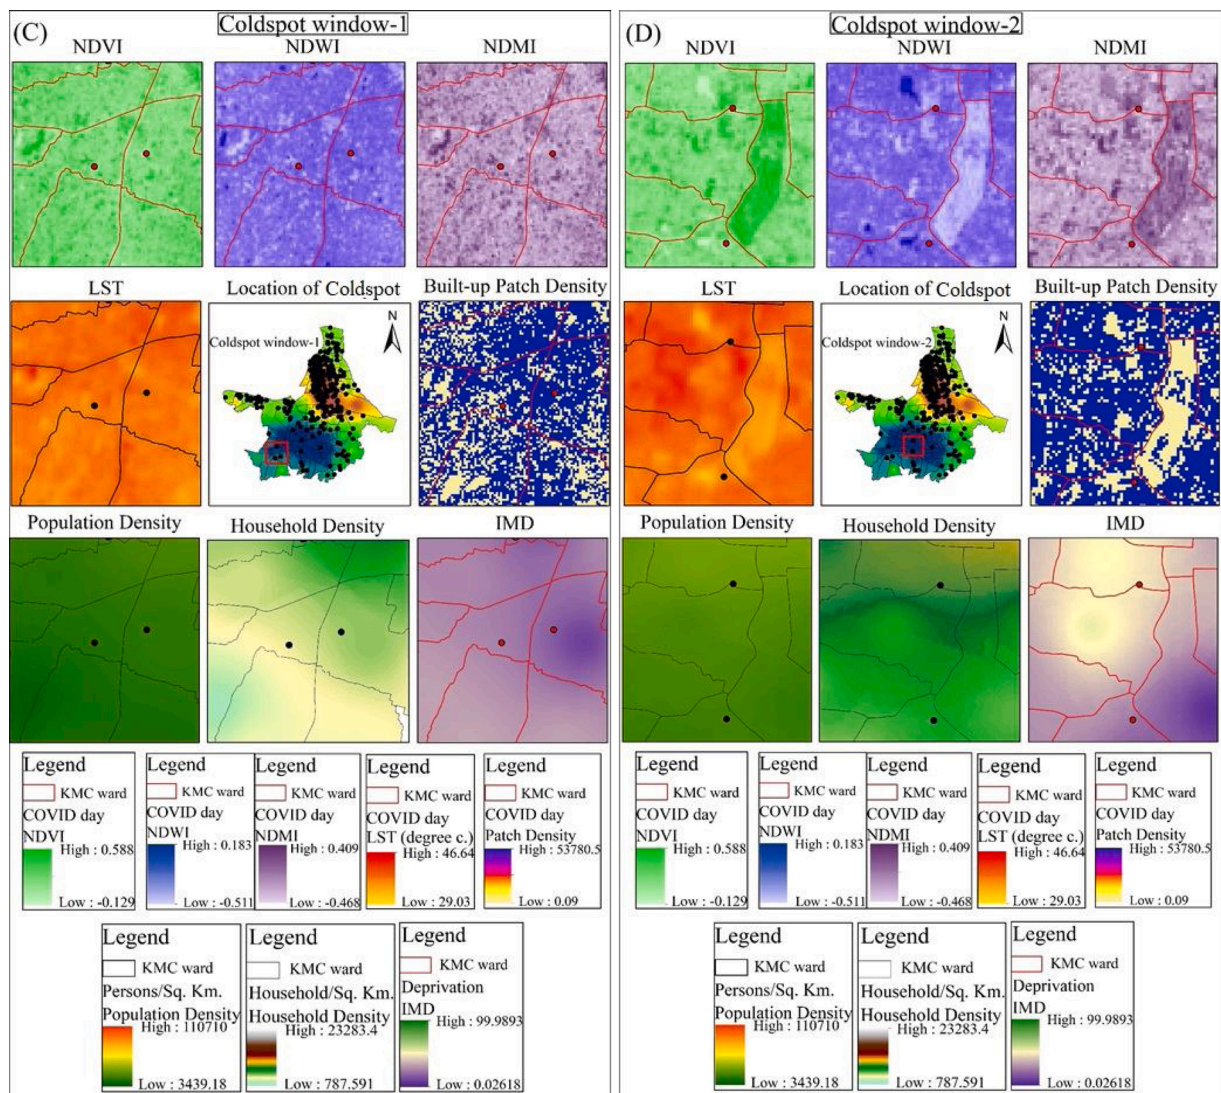 (C)
Coldspot window-1
NDVI
NDWI
NDMI
LST
Location of Coldspot
Built-up Patch Density
Coldspot window-1
N
Population Density
Household Density
IMD
Legend
KMC ward
COVID day
NDVI
High : 0.588
Low : -0.129
Legend
KMC ward
COVID day
NDWI
High : 0.183
Low : -0.511
Legend
KMC ward
COVID day
NDMI
High : 0.409
Low : -0.468
Legend
KMC ward
COVID day
LST (degree c.)
High : 46.64
Low : 29.03
Legend
KMC ward
COVID day
Patch Density
High : 53780.5
Low : 0.09
Legend
KMC ward
Persons/Sq. Km.
Population Density
High : 110710
Low : 3439.18
Legend
KMC ward
Household/Sq. Km.
Household Density
High : 23283.4
Low : 787.591
Legend
KMC ward
Deprivation
IMD
High : 99.9893
Low : 0.02618
(D)
Coldspot window-2
NDVI
NDWI
NDMI
LST
Location of Coldspot
Built-up Patch Density
Coldspot window-2
N
Population Density
Household Density
IMD
Legend
KMC ward
COVID day
NDVI
High : 0.588
Low : -0.129
Legend
KMC ward
COVID day
NDWI
High : 0.183
Low : -0.511
Legend
KMC ward
COVID day
NDMI
High : 0.409
Low : -0.468
Legend
KMC ward
COVID day
LST (degree c.)
High : 46.64
Low : 29.03
Legend
KMC ward
COVID day
Patch Density
High : 53780.5
Low : 0.09
Legend
KMC ward
Persons/Sq. Km.
Population Density
High : 110710
Low : 3439.18
Legend
KMC ward
Household/Sq. Km.
Household Density
High : 23283.4
Low : 787.591
Legend
KMC ward
Deprivation
IMD
High : 99.9893
Low : 0.02618